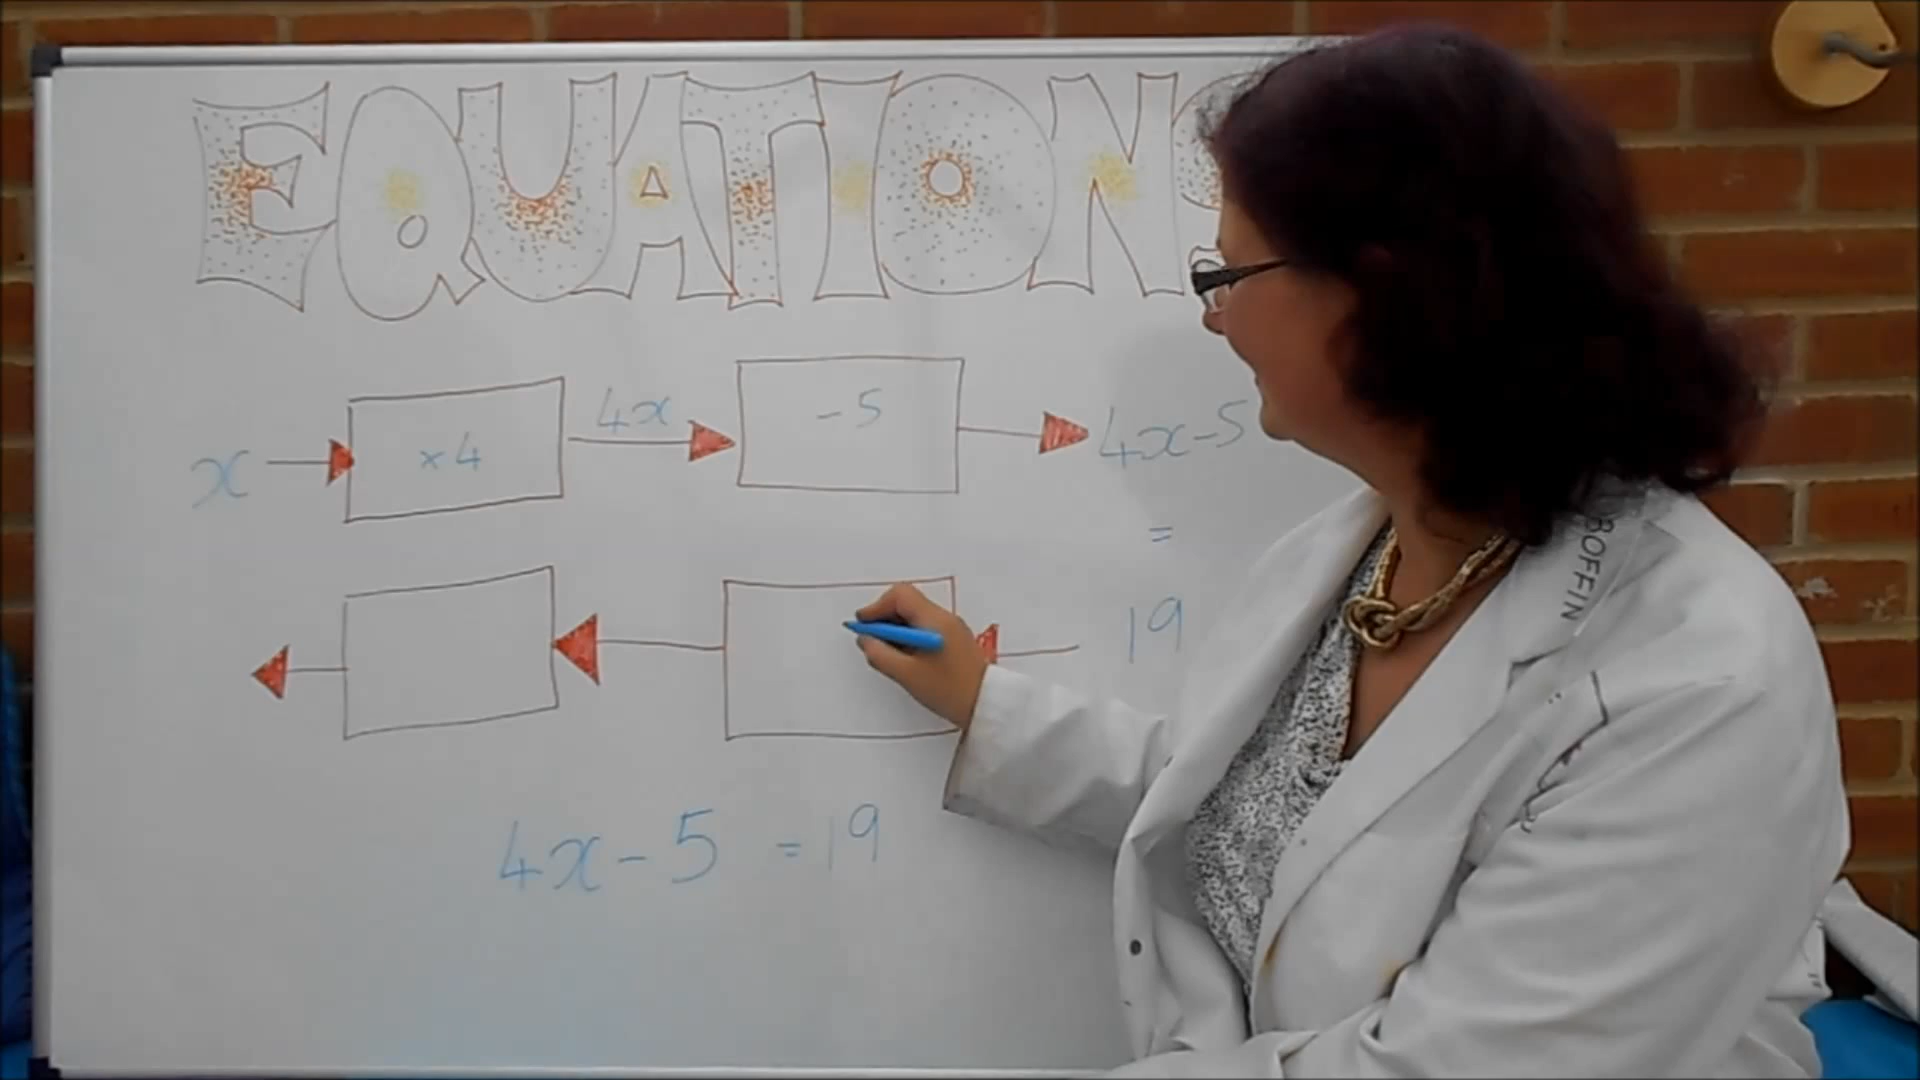 EQUATIONS
x ×4 4x -5 4x-5
=
19
4x-5 =19
BOFFIN